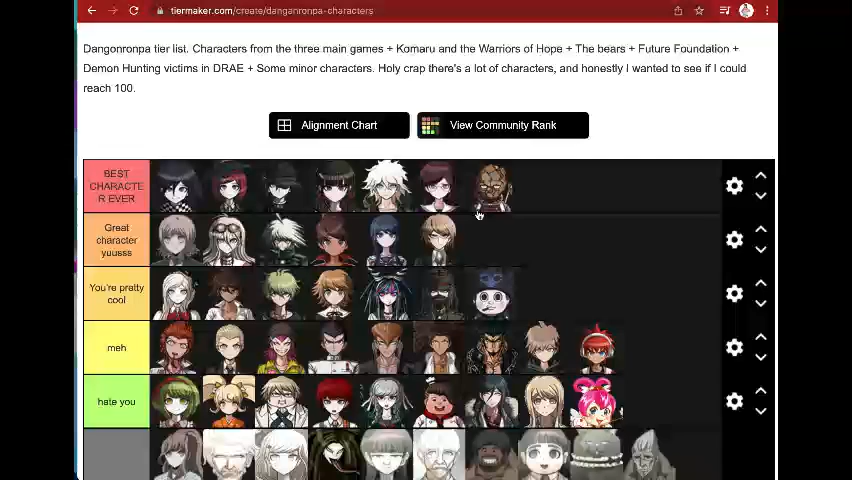 tiermaker.com/create/danganronpa-characters
Dangonronpa tier list. Characters from the three main games + Komaru and the Warriors of Hope + The bears + Future Foundation +
Demon Hunting victims in DRAE + Some minor characters. Holy crap there's a lot of characters, and honestly I wanted to see if I could
reach 100.
Alignment Chart
View Community Rank
BEST
CHARACTE
R EVER
Great
character
yuusss
You're pretty
cool
meh
hate you